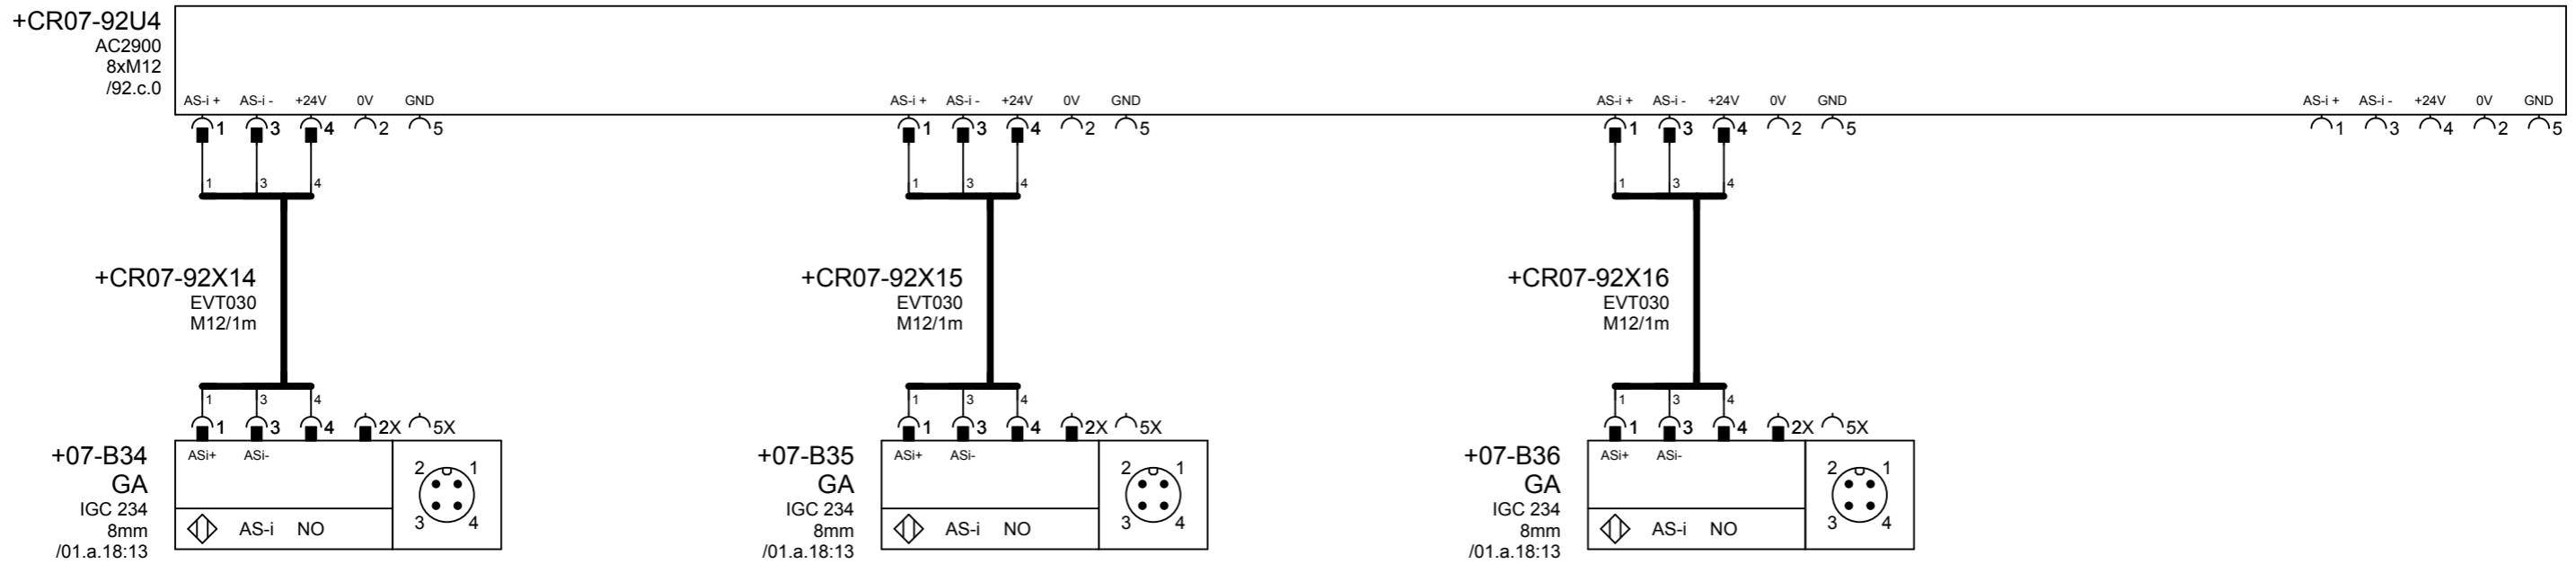 +CR07-92U4
AC2900
8xM12
/92.c.0
AS-i + AS-i - +24V 0V GND AS-i + AS-i - +24V 0V GND AS-i + AS-i - +24V 0V GND AS-i + AS-i - +24V 0V GND
1 3 4 2 5 1 3 4 2 5 1 3 4 2 5 1 3 4 2 5
1 3 4 1 3 4 1 3 4
+CR07-92X14 +CR07-92X15 +CR07-92X16
EVT030 EVT030 EVT030
M12/1m M12/1m M12/1m
1 3 4 1 3 4 1 3 4
1 3 4 2X 5X 1 3 4 2X 5X 1 3 4 2X 5X
+07-B34 ASi+ ASi- +07-B35 ASi+ ASi- +07-B36 ASi+ ASi-
2 1 2 1 2 1
GA GA GA
IGC 234 IGC 234 IGC 234
3 4 3 4 3 4
8mm AS-i NO 8mm AS-i NO 8mm AS-i NO
/01.a.18:13 /01.a.18:13 /01.a.18:13